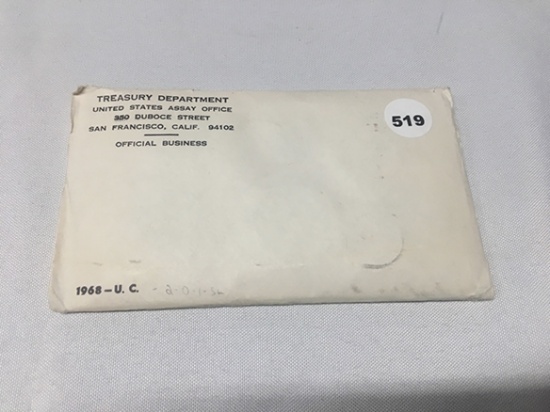 TREASURY DEPARTMENT
UNITED STATES ASSAY OFFICE
350 DUBOCE STREET
SAN FRANCISCO, CALIF. 94102
OFFICIAL BUSINESS
519
1968 – U. C.